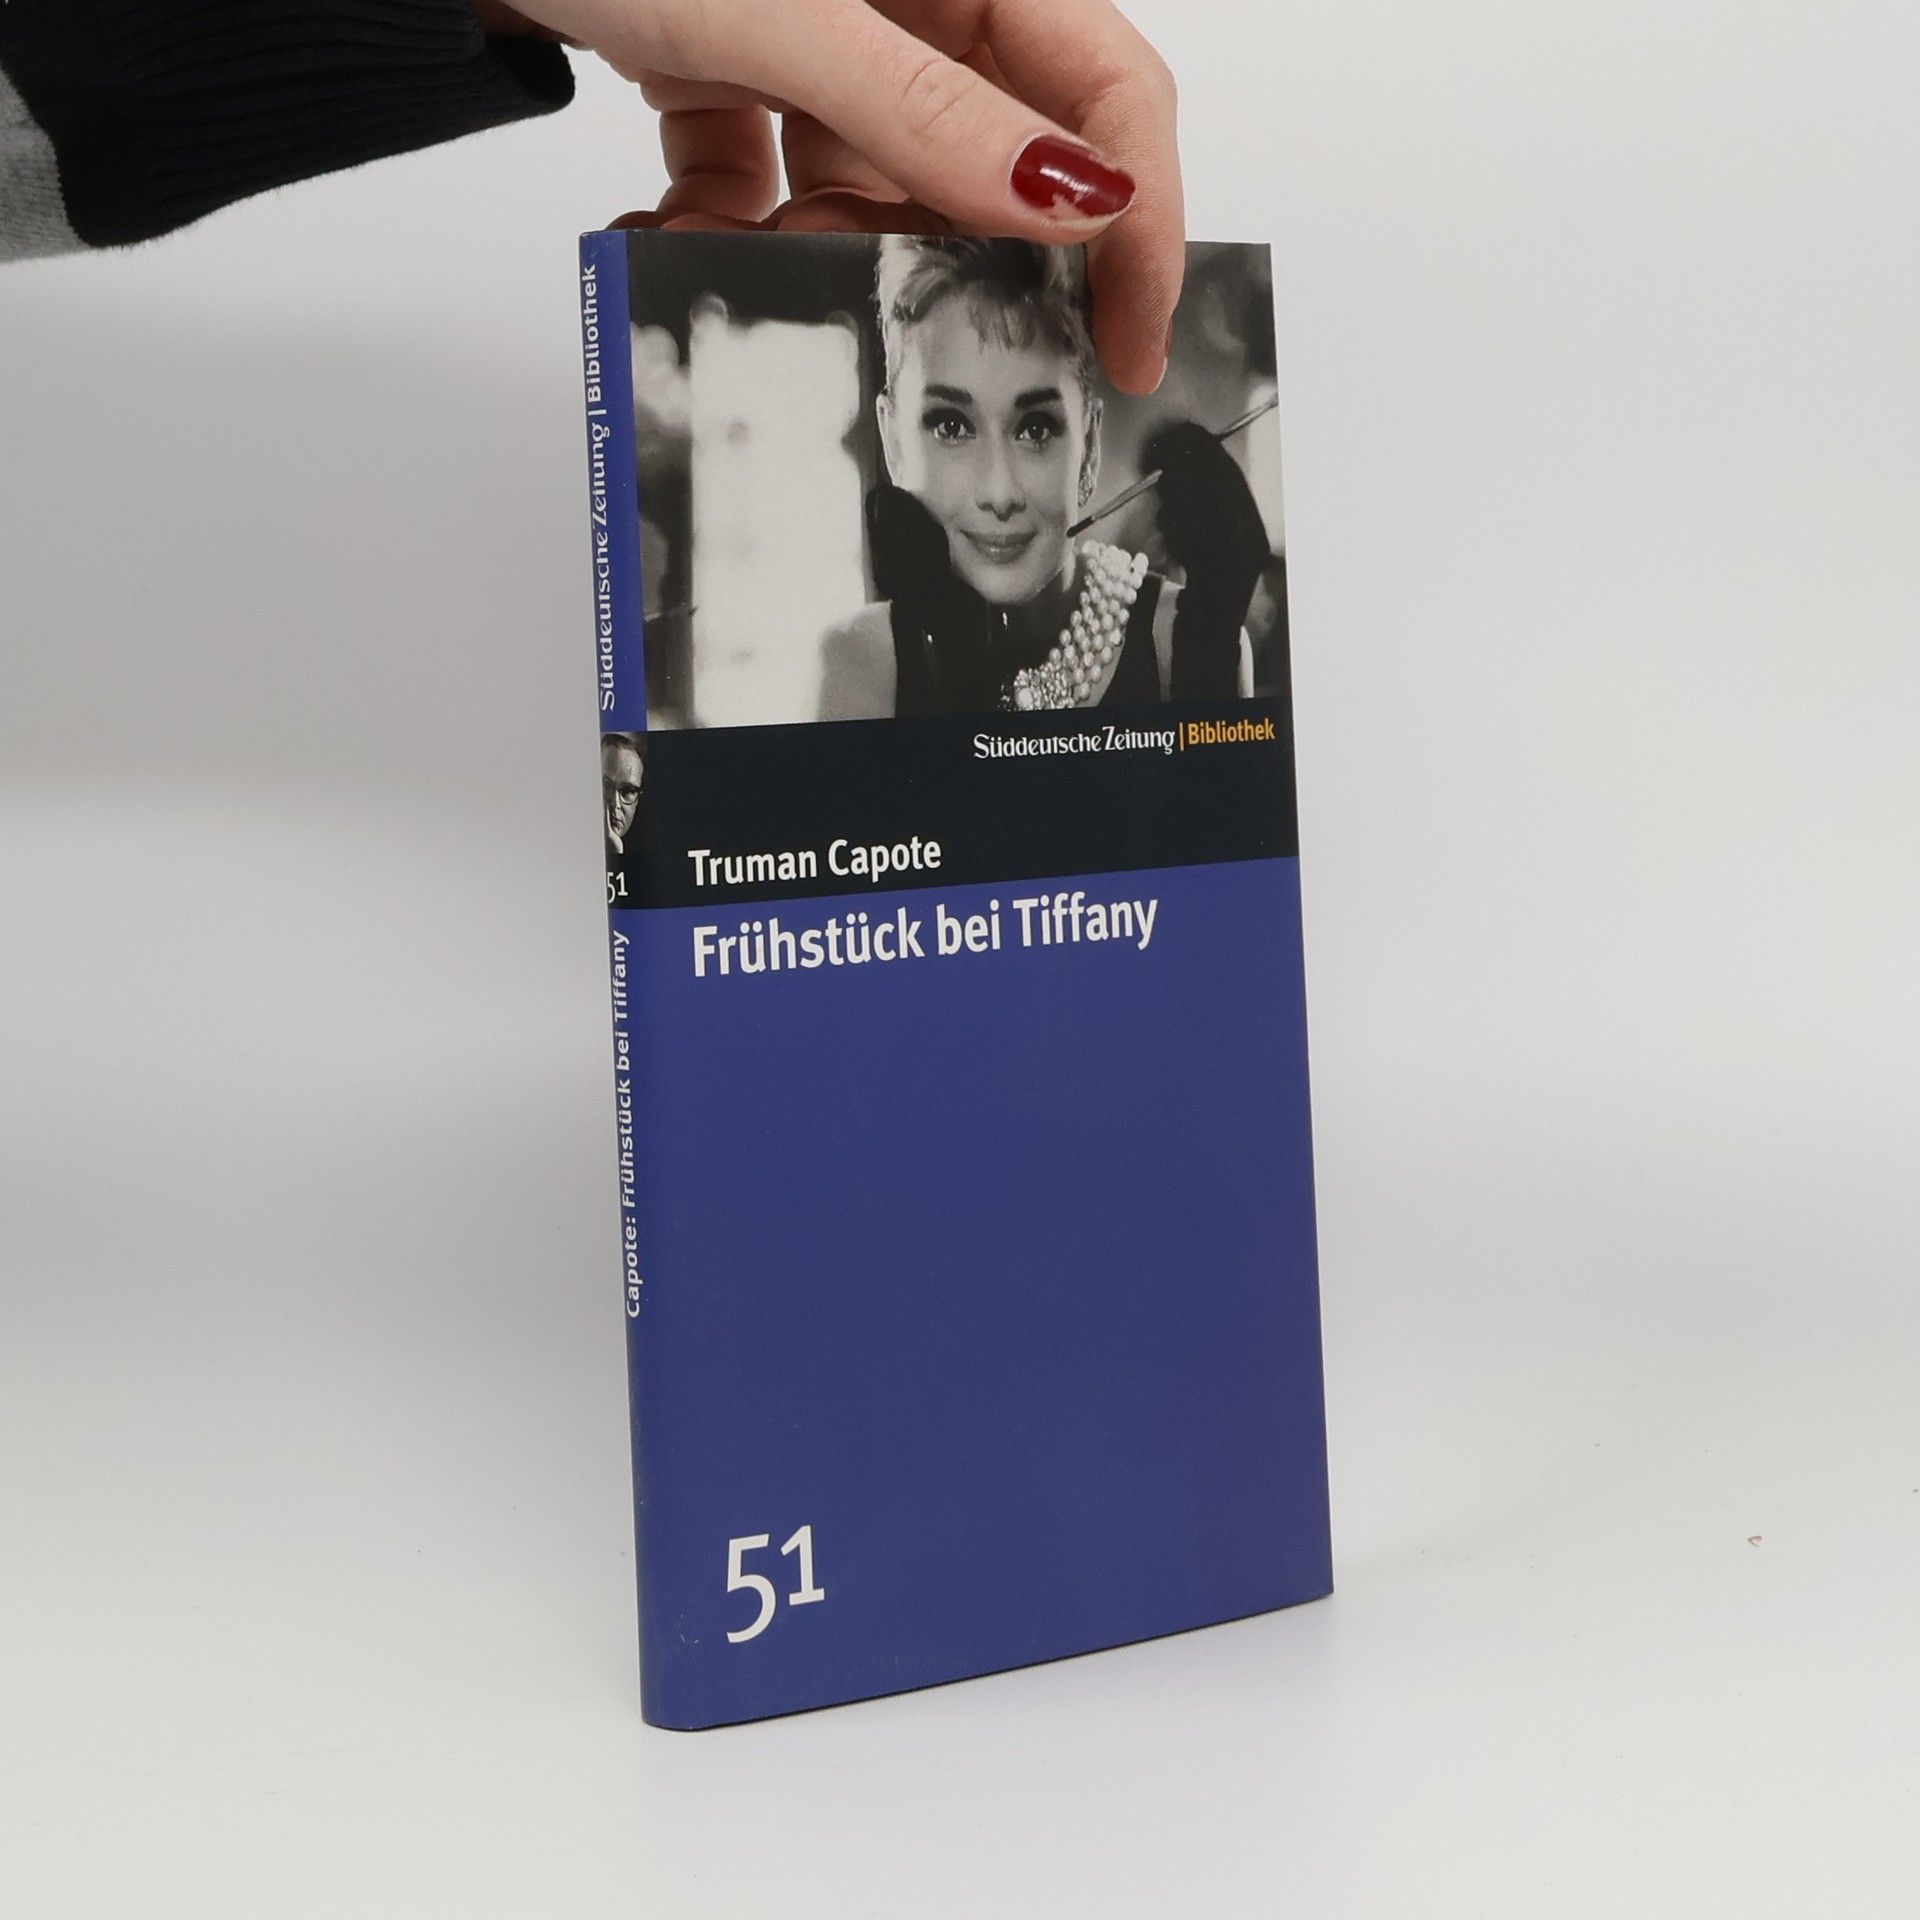 Süddeutsche Zeitung | Bibliothek
51
Capote: Frühstück bei Tiffany
Süddeutsche Zeitung | Bibliothek
Truman Capote
Frühstück bei Tiffany
51